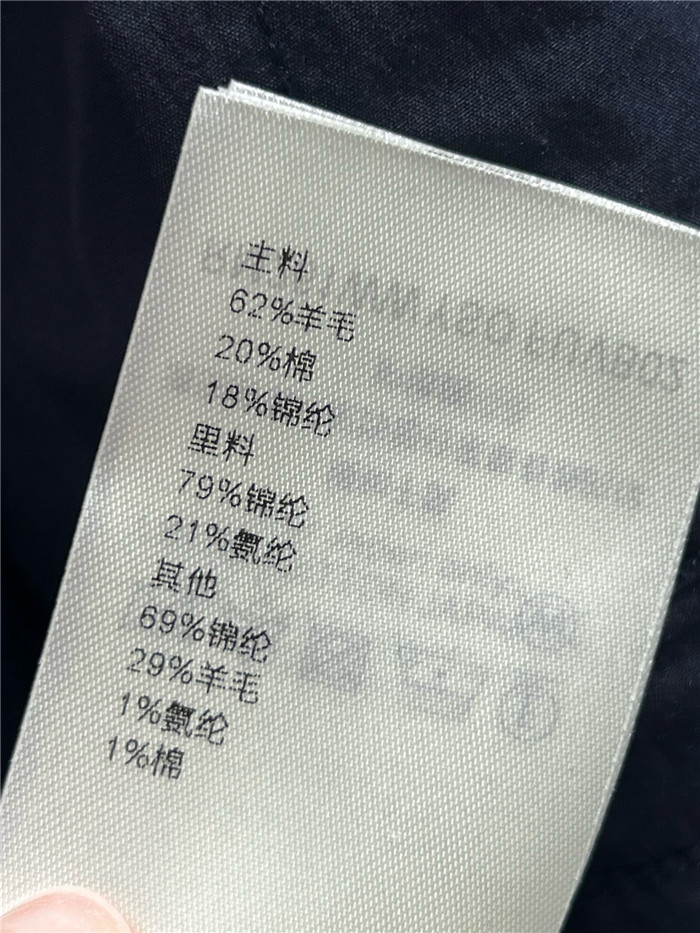 主料
62%羊毛
20%棉
18%锦纶
里料
79%锦纶
21%氨纶
其他
69%锦纶
29%羊毛
1%氨纶
1%棉